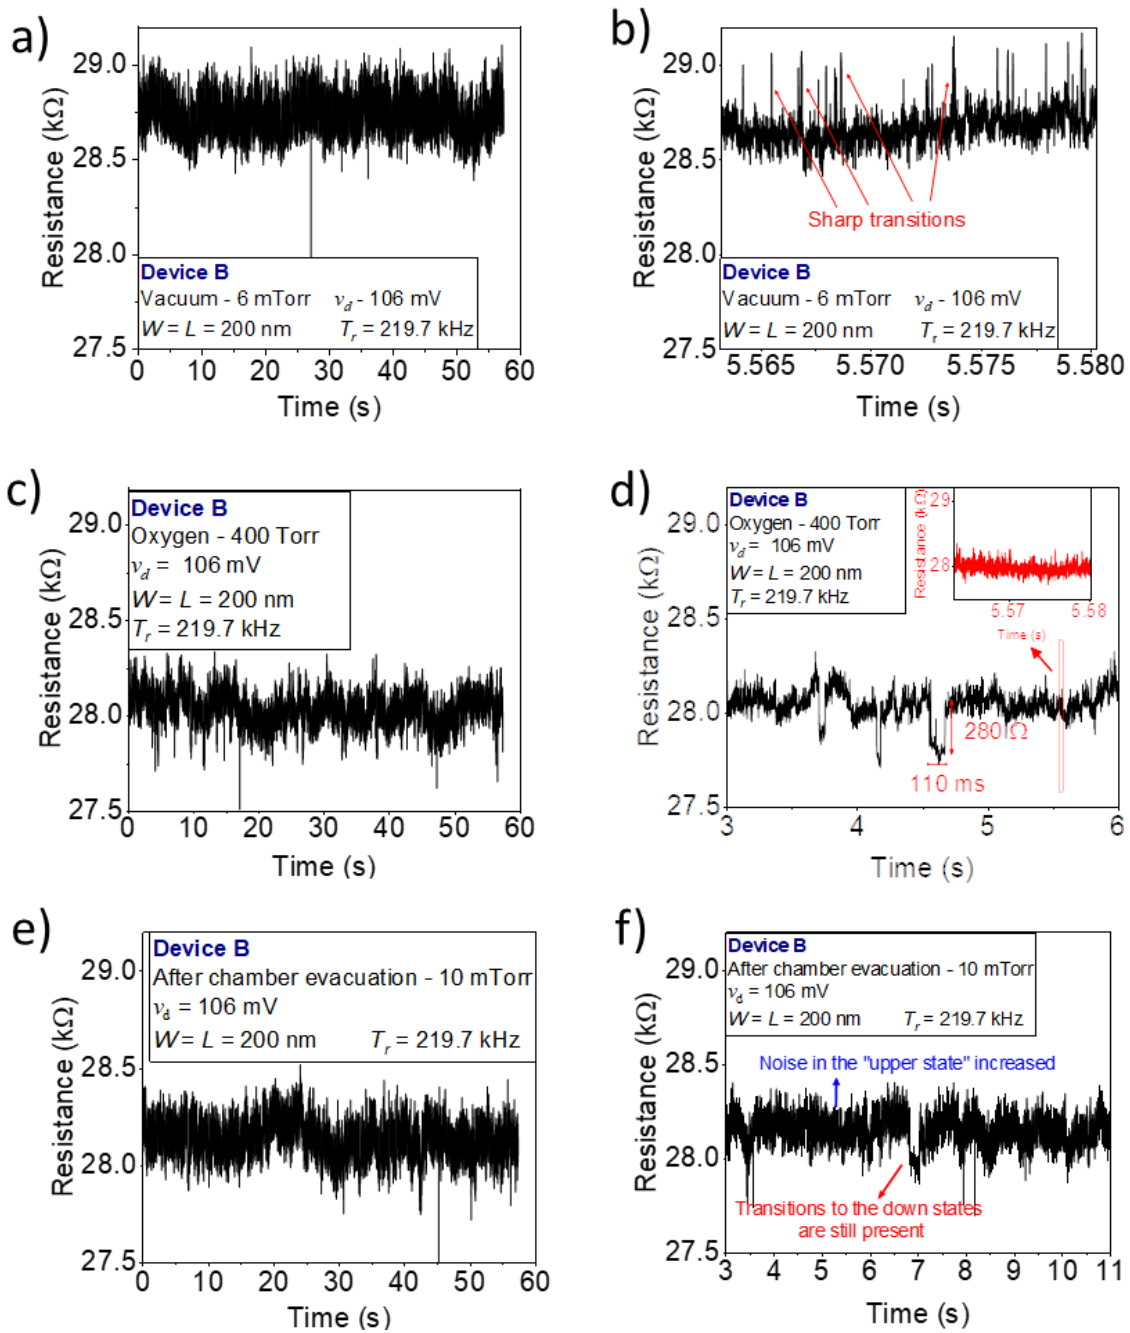 a)
29.0
28.5
28.0
27.5
Resistance (kΩ)
Device B
Vacuum - 6 mTorr v_d - 106 mV
W = L = 200 nm T_r = 219.7 kHz
0 10 20 30 40 50 60
Time (s)
b)
29.0
28.5
28.0
27.5
Resistance (kΩ)
Sharp transitions
Device B
Vacuum - 6 mTorr v_d - 106 mV
W = L = 200 nm T_r = 219.7 kHz
5.565 5.570 5.575 5.580
Time (s)
c)
29.0
28.5
28.0
27.5
Resistance (kΩ)
Device B
Oxygen - 400 Torr
v_d = 106 mV
W = L = 200 nm
T_r = 219.7 kHz
0 10 20 30 40 50 60
Time (s)
d)
29.0
28.5
28.0
27.5
Resistance (kΩ)
Device B
Oxygen - 400 Torr
v_d = 106 mV
W = L = 200 nm
T_r = 219.7 kHz
Resistance (kΩ)
29
28
5.57 5.58
Time (s)
280 Ω
110 ms
3 4 5 6
Time (s)
e)
29.0
28.5
28.0
27.5
Resistance (kΩ)
Device B
After chamber evacuation - 10 mTorr
v_d = 106 mV
W = L = 200 nm T_r = 219.7 kHz
0 10 20 30 40 50 60
Time (s)
f)
29.0
28.5
28.0
27.5
Resistance (kΩ)
Device B
After chamber evacuation - 10 mTorr
v_d = 106 mV
W = L = 200 nm T_r = 219.7 kHz
Noise in the "upper state" increased
Transitions to the down states
are still present
3 4 5 6 7 8 9 10 11
Time (s)